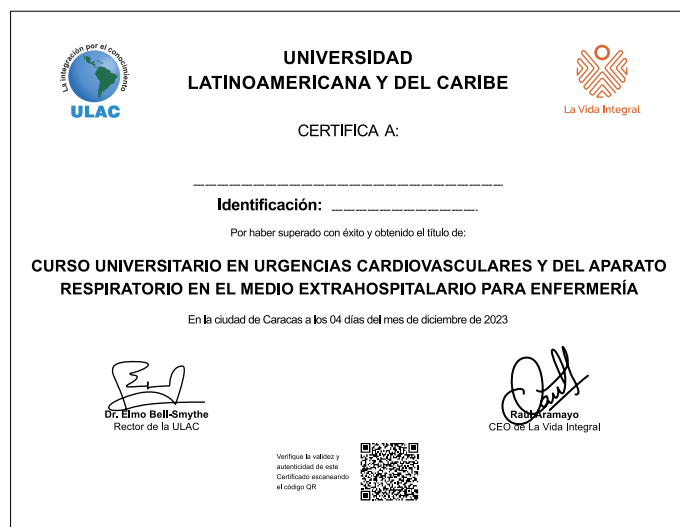 La integración por el conocimiento
ULAC
UNIVERSIDAD
LATINOAMERICANA Y DEL CARIBE
La Vida Integral
CERTIFICA A:
Identificación:
Por haber superado con éxito y obtenido el título de:
CURSO UNIVERSITARIO EN URGENCIAS CARDIOVASCULARES Y DEL APARATO
RESPIRATORIO EN EL MEDIO EXTRAHOSPITALARIO PARA ENFERMERÍA
En la ciudad de Caracas a los 04 días del mes de diciembre de 2023
Dr. Elmo Bell-Smythe
Rector de la ULAC
Raúl Aramayo
CEO de La Vida Integral
Verifique la validez y
autenticidad de este
Certificado escaneando
el código QR